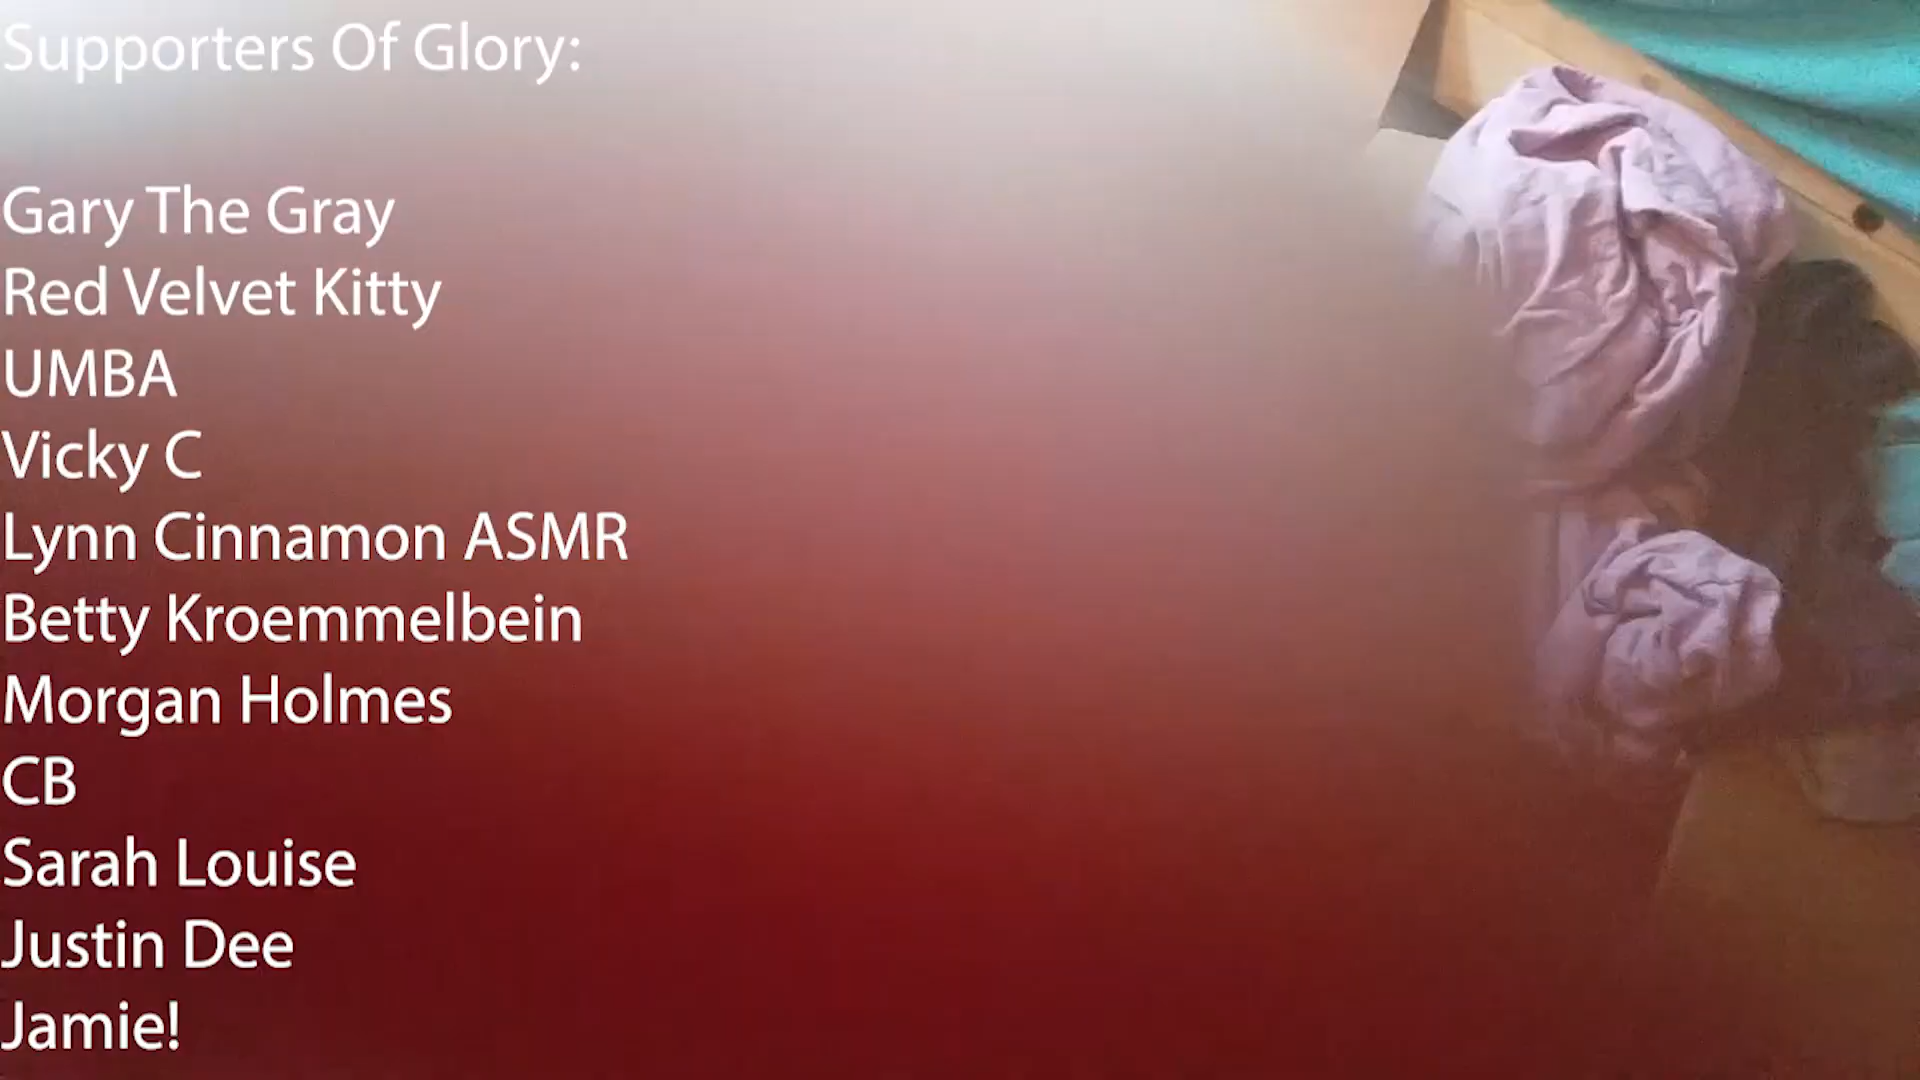 Supporters Of Glory:
Gary The Gray
Red Velvet Kitty
UMBA
Vicky C
Lynn Cinnamon ASMR
Betty Kroemmelbein
Morgan Holmes
CB
Sarah Louise
Justin Dee
Jamie!